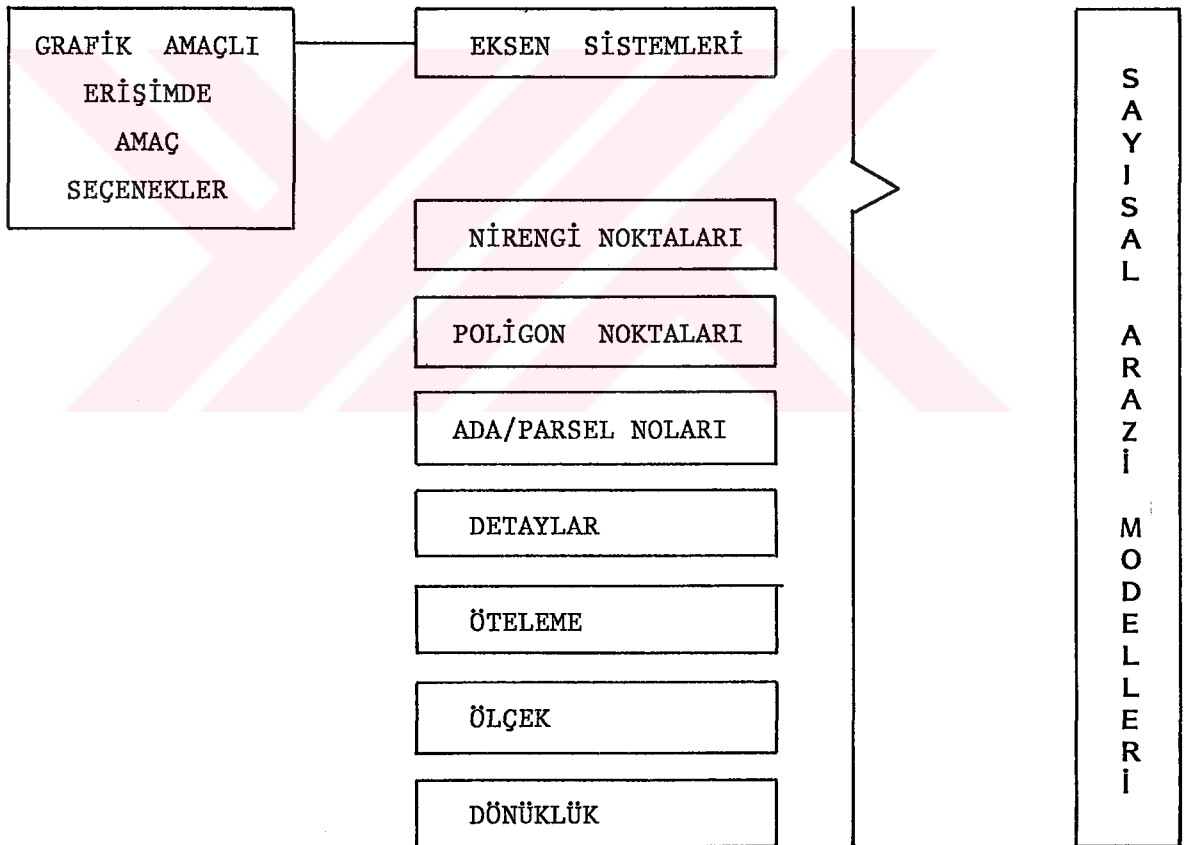 GRAFİK AMAÇLI
ERİŞİMDE
AMAÇ
SEÇENEKLER
EKSEN SİSTEMLERİ
NİRENGİ NOKTALARI
POLİGON NOKTALARI
ADA/PARSEL NOLARI
DETAYLAR
ÖTELEME
ÖLÇEK
DÖNÜKLÜK
SAYISAL ARAZİ MODELLERİ